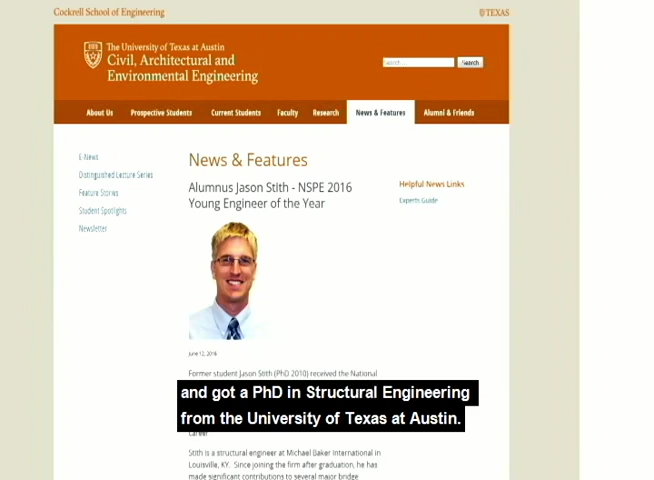 Cockrell School of Engineering
TEXAS
The University of Texas at Austin
Civil, Architectural and
Environmental Engineering
Search
About Us Prospective Students Current Students Faculty Research News & Features Alumni & Friends
E-News
Distinguished Lecture Series
Feature Stories
Student Spotlights
Newsletter
News & Features
Alumnus Jason Stith - NSPE 2016
Young Engineer of the Year
Helpful News Links
Experts Guide
June 12, 2016
Former student Jason Stith (PhD 2010) received the National
and got a PhD in Structural Engineering
from the University of Texas at Austin.
Career
Stith is a structural engineer at Michael Baker International in
Louisville, KY. Since joining the firm after graduation, he has
made significant contributions to several major bridge